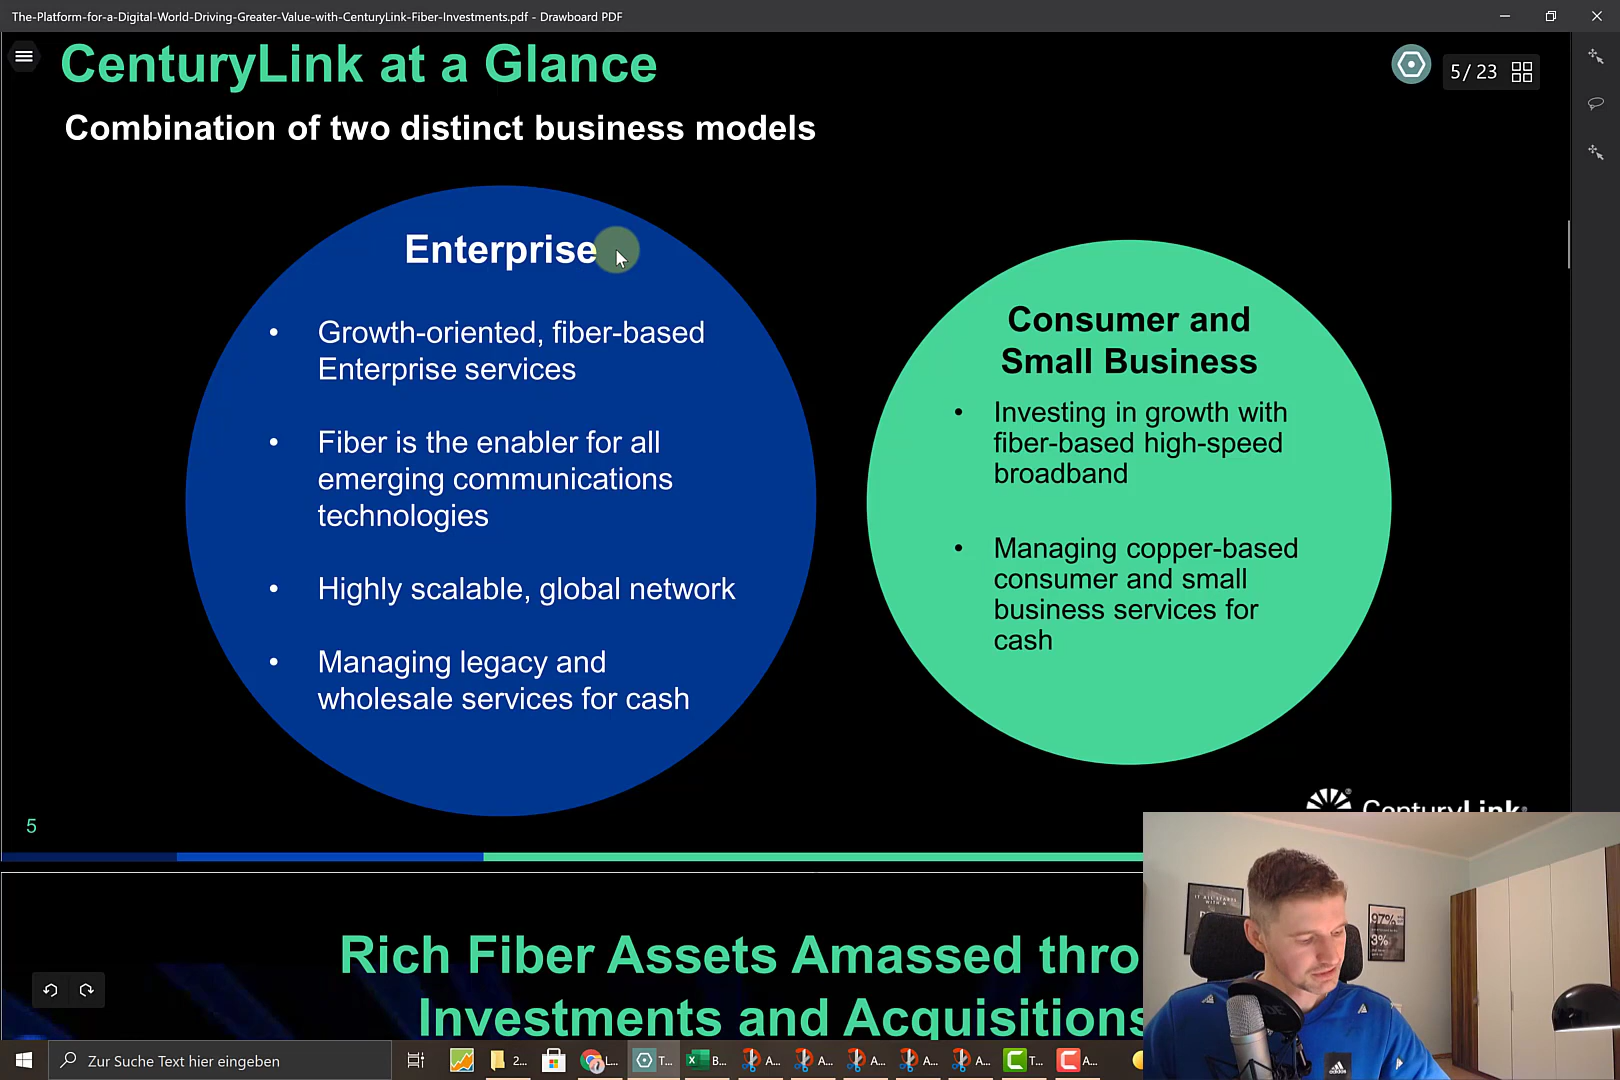 The-Platform-for-a-Digital-World-Driving-Greater-Value-with-CenturyLink-Fiber-Investments.pdf - Drawboard PDF
CenturyLink at a Glance
5 / 23
Combination of two distinct business models
Enterprise
• Growth-oriented, fiber-based
Enterprise services
• Fiber is the enabler for all
emerging communications
technologies
• Highly scalable, global network
• Managing legacy and
wholesale services for cash
Consumer and
Small Business
• Investing in growth with
fiber-based high-speed
broadband
• Managing copper-based
consumer and small
business services for
cash
CenturyLink®
5
Rich Fiber Assets Amassed thro
Investments and Acquisitions
97%
3%
Zur Suche Text hier eingeben
2...
L...
T...
B...
A...
A...
A...
A...
A...
T...
A...